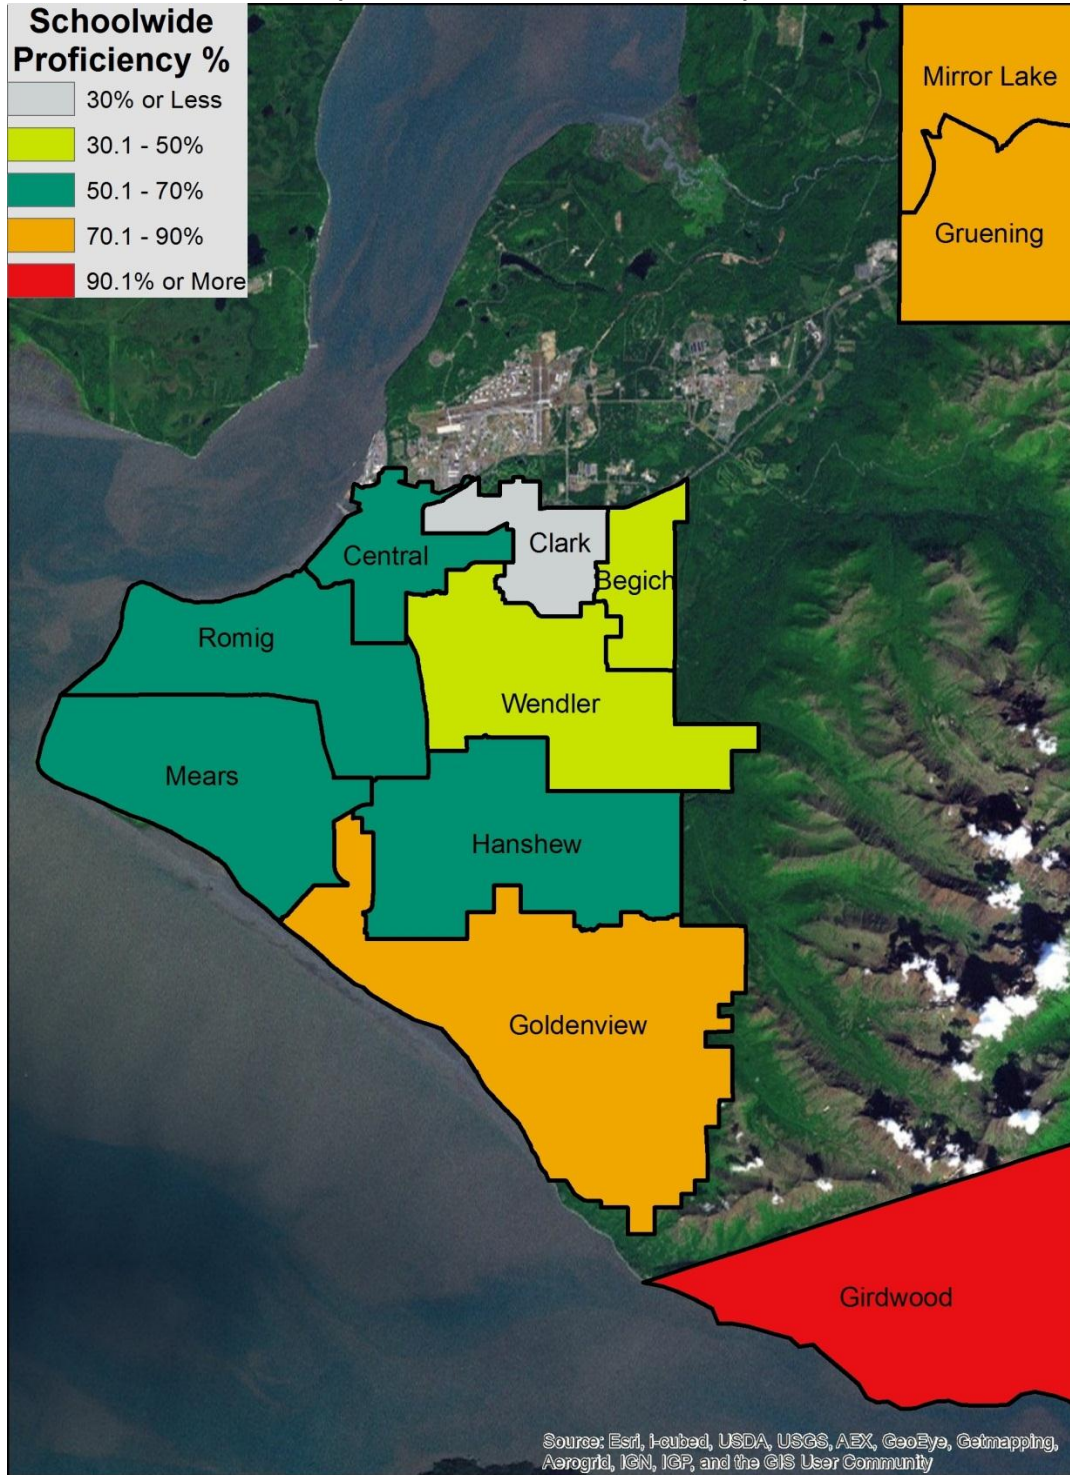 Schoolwide
Proficiency %
30% or Less
30.1 - 50%
50.1 - 70%
70.1 - 90%
90.1% or More
Mirror Lake
Gruening
Central
Clark
Begich
Romig
Wendler
Mears
Hanshew
Goldenview
Girdwood
Source: Esri, i-cubed, USDA, USGS, AEX, GeoEye, Getmapping,
Aerogrid, IGN, IGP, and the GIS User Community